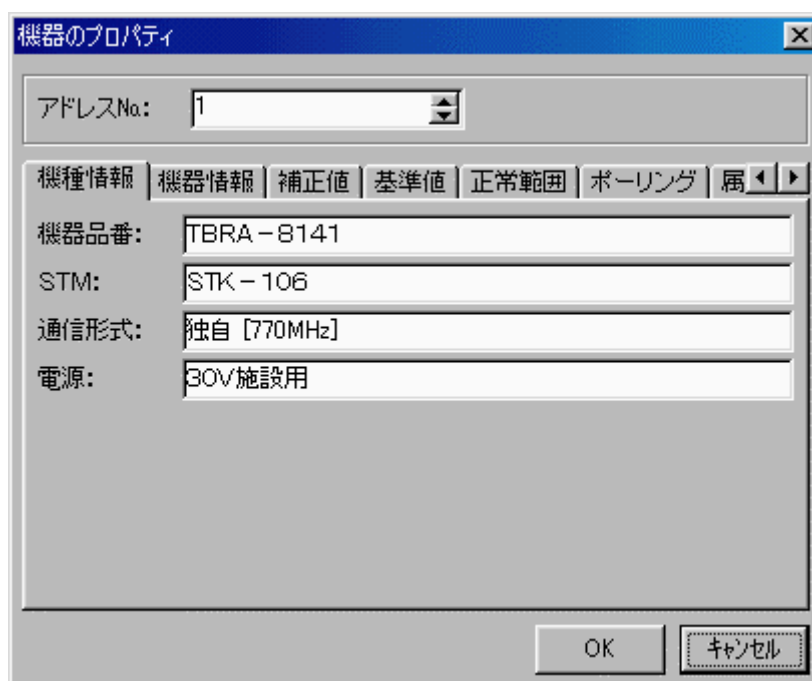 機器のプロパティ
アドレスNo: 1
機種情報 機器情報 補正値 基準値 正常範囲 ポーリング 属
機器品番: TBRA－8141
STM: STK－106
通信形式: 独自 [770MHz]
電源: 30V施設用
OK キャンセル